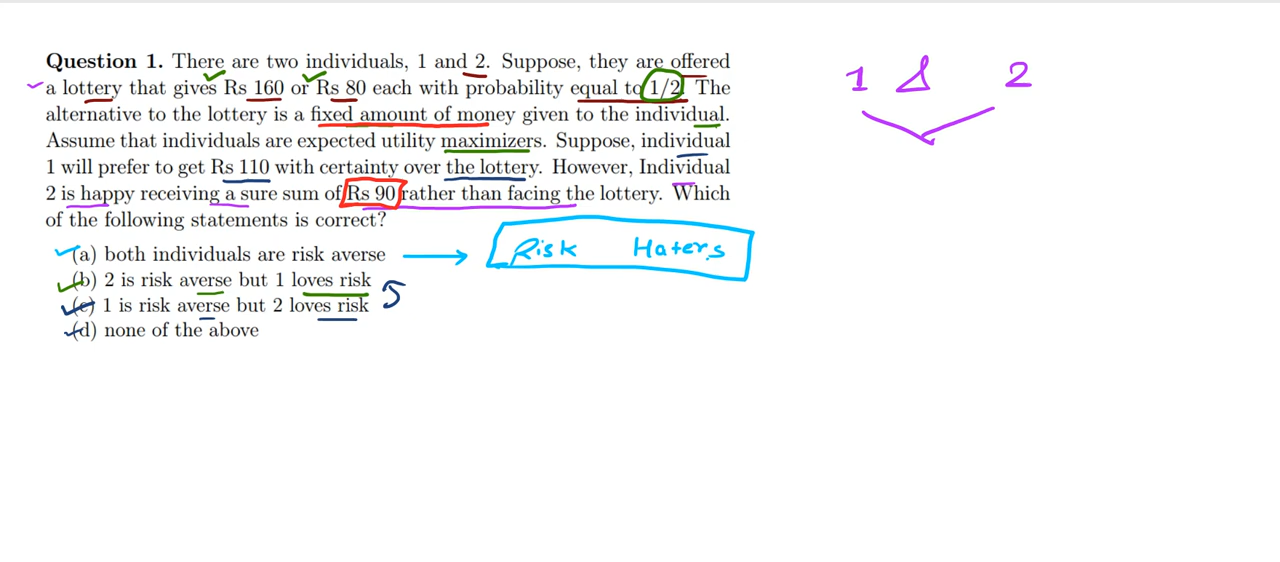 Question 1. There are two individuals, 1 and 2. Suppose, they are offered
a lottery that gives Rs 160 or Rs 80 each with probability equal to 1/2. The
alternative to the lottery is a fixed amount of money given to the individual.
Assume that individuals are expected utility maximizers. Suppose, individual
1 will prefer to get Rs 110 with certainty over the lottery. However, Individual
2 is happy receiving a sure sum of Rs 90 rather than facing the lottery. Which
of the following statements is correct?
(a) both individuals are risk averse
(b) 2 is risk averse but 1 loves risk
(c) 1 is risk averse but 2 loves risk
(d) none of the above
Risk Haters
1 & 2